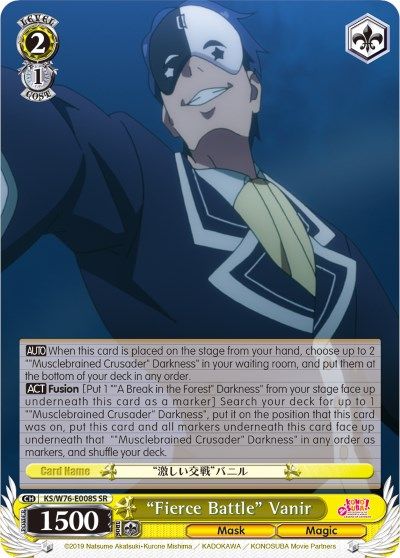 LEVEL
2
1
COST
AUTO When this card is placed on the stage from your hand, choose up to 2
""Musclebrained Crusader" Darkness" in your waiting room, and put them at
the bottom of your deck in any order.
ACT Fusion [Put 1 ""A Break in the Forest" Darkness" from your stage face up
underneath this card as a marker] Search your deck for up to 1
""Musclebrained Crusader" Darkness", put it on the position that this card
was on, put this card and all markers underneath this card face up
underneath that ""Musclebrained Crusader" Darkness" in any order as
markers, and shuffle your deck.
Card Name
“激しい交戦”バニル
CH KS/W76-E008S SR
POWER
1500
SOUL
“Fierce Battle” Vanir
Mask
Magic
©2019 Natsume Akatsuki・Kurone Mishima / KADOKAWA / KONOSUBA Movie Partners